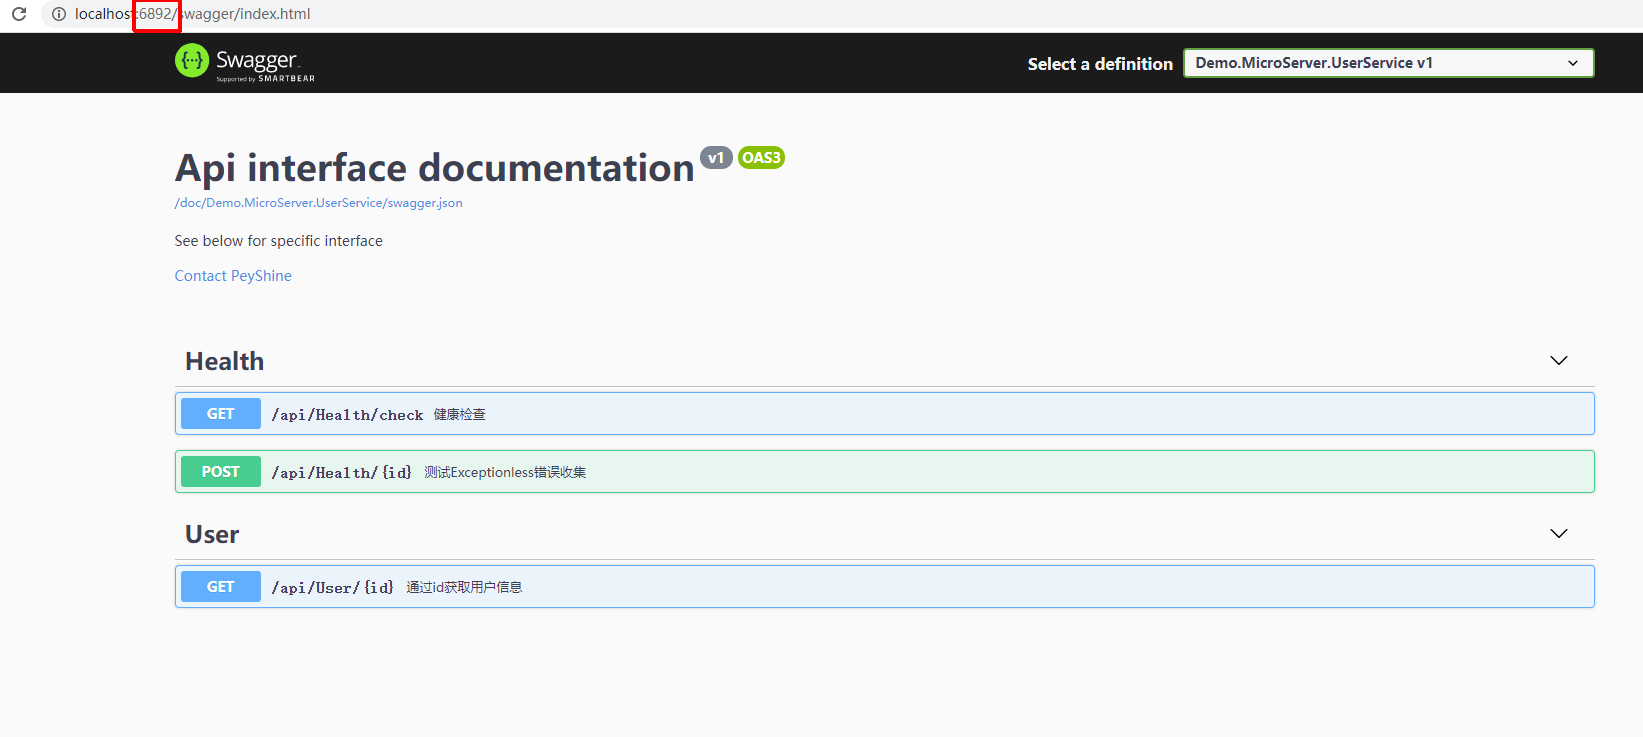 localhost:6892/swagger/index.html
Swagger
Supported by SMARTBEAR
Select a definition
Demo.MicroServer.UserService v1
Api interface documentation v1 OAS3
/doc/Demo.MicroServer.UserService/swagger.json
See below for specific interface
Contact PeyShine
Health
GET /api/Health/check 健康检查
POST /api/Health/{id} 测试Exceptionless错误收集
User
GET /api/User/{id} 通过id获取用户信息